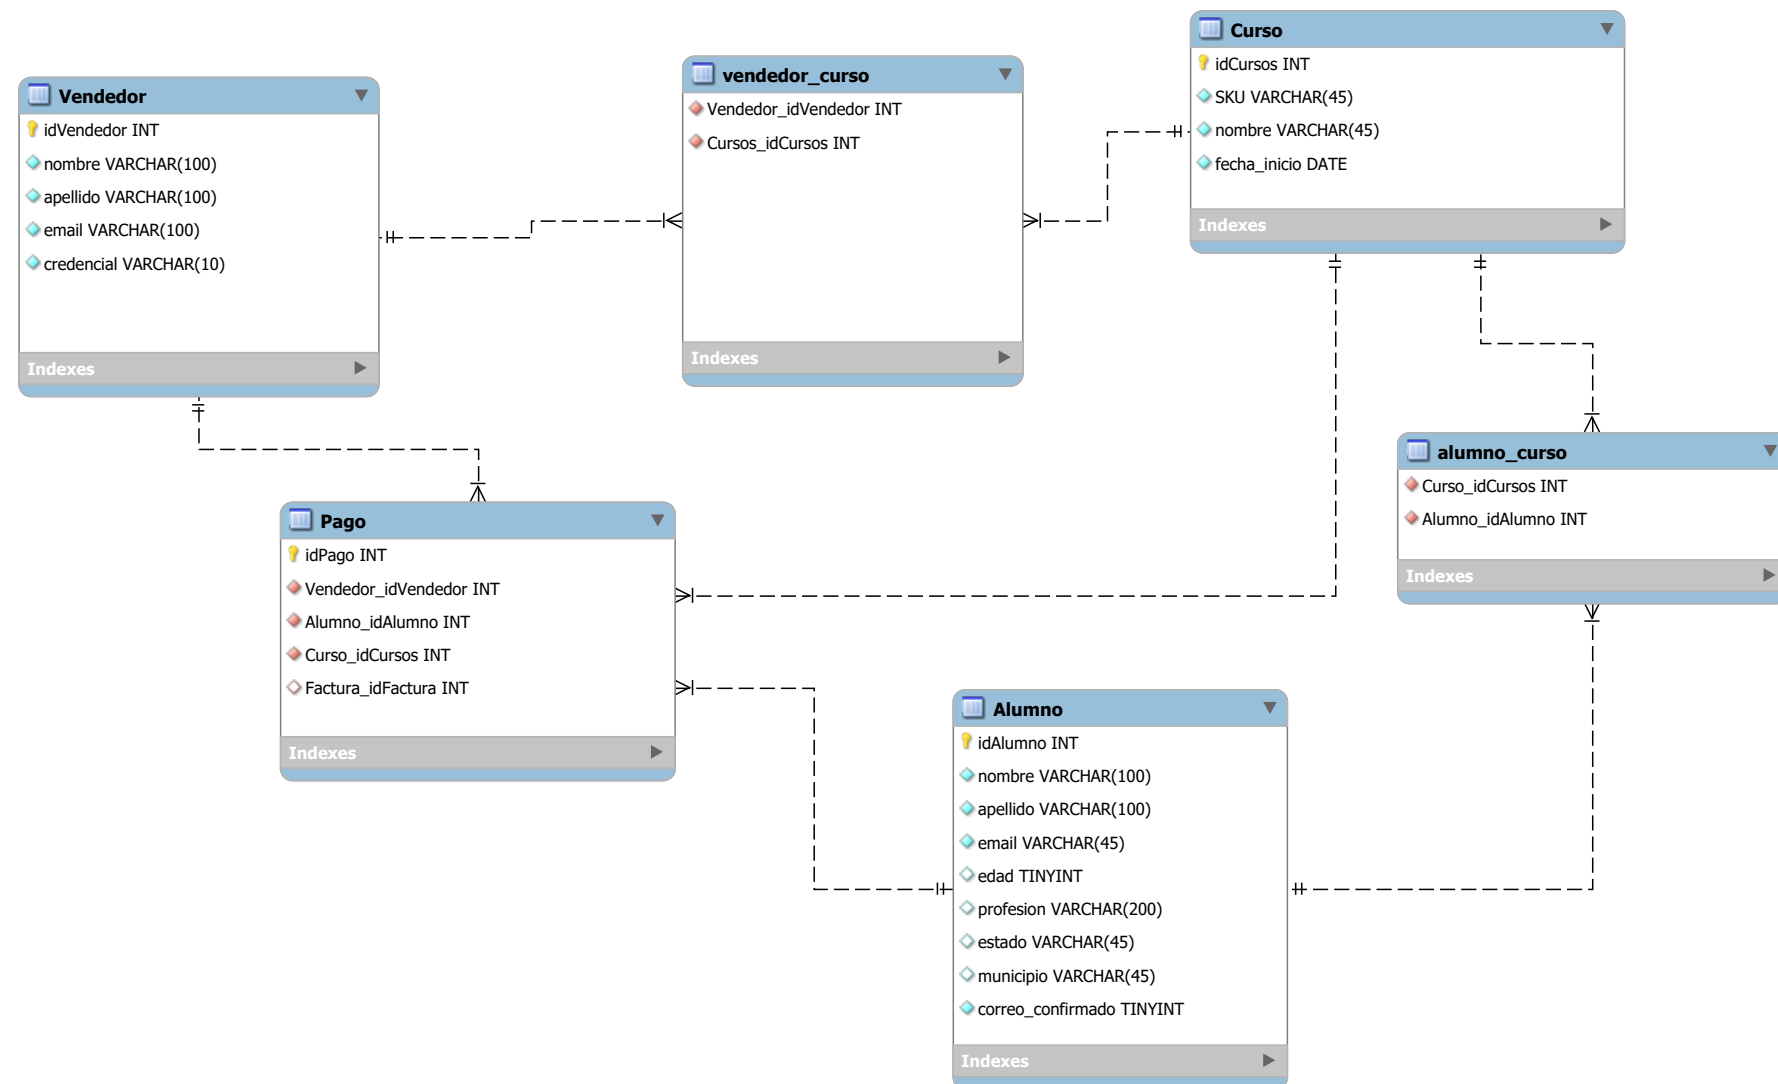 Vendedor
idVendedor INT
nombre VARCHAR(100)
apellido VARCHAR(100)
email VARCHAR(100)
credencial VARCHAR(10)
Indexes
vendedor_curso
Vendedor_idVendedor INT
Cursos_idCursos INT
Indexes
Curso
idCursos INT
SKU VARCHAR(45)
nombre VARCHAR(45)
fecha_inicio DATE
Indexes
alumno_curso
Curso_idCursos INT
Alumno_idAlumno INT
Indexes
Pago
idPago INT
Vendedor_idVendedor INT
Alumno_idAlumno INT
Curso_idCursos INT
Factura_idFactura INT
Indexes
Alumno
idAlumno INT
nombre VARCHAR(100)
apellido VARCHAR(100)
email VARCHAR(45)
edad TINYINT
profesion VARCHAR(200)
estado VARCHAR(45)
municipio VARCHAR(45)
correo_confirmado TINYINT
Indexes